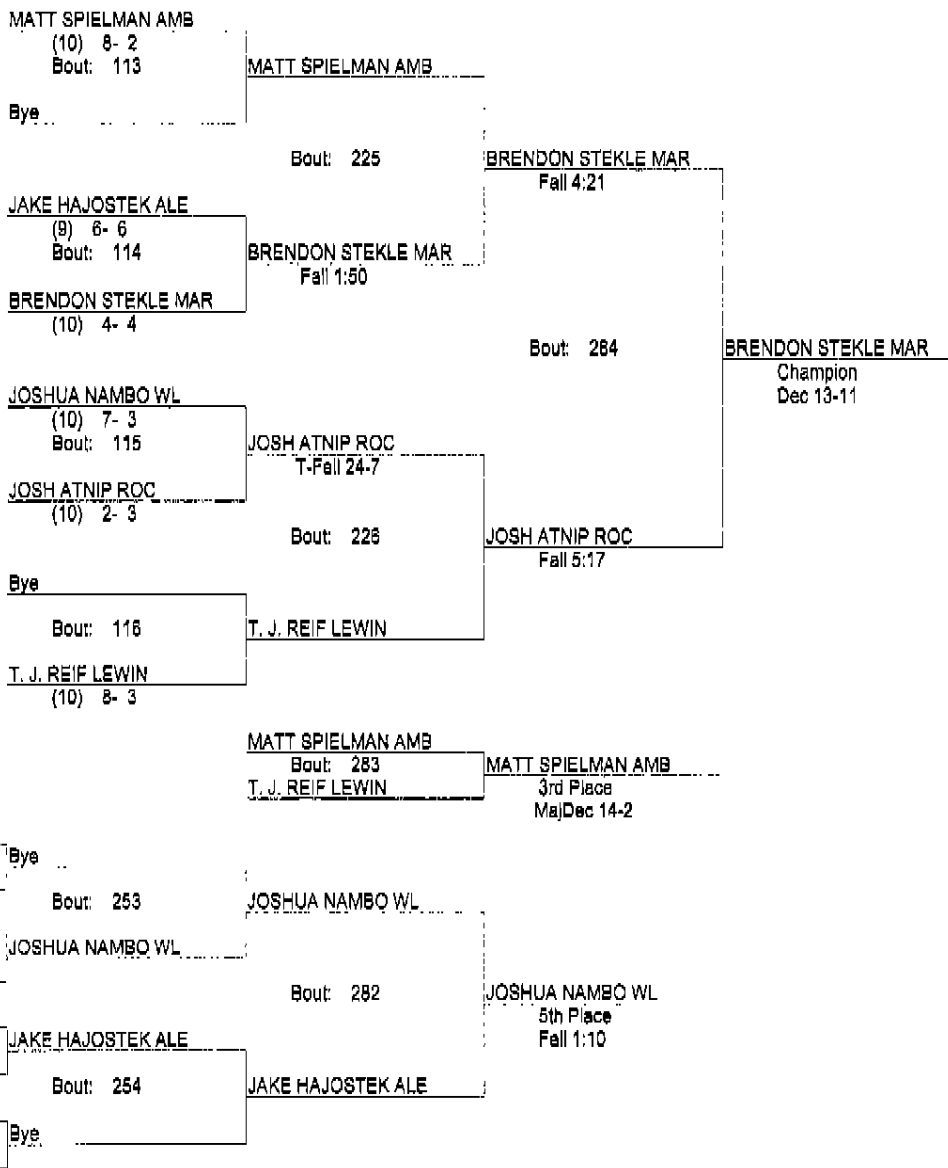 MATT SPIELMAN AMB
(10) 8- 2
Bout: 113
MATT SPIELMAN AMB
Bye
Bout: 225
BRENDON STEKLE MAR
Fall 4:21
JAKE HAJOSTEK ALE
(9) 6- 6
Bout: 114
BRENDON STEKLE MAR
Fall 1:50
BRENDON STEKLE MAR
(10) 4- 4
Bout: 284
BRENDON STEKLE MAR
Champion
Dec 13-11
JOSHUA NAMBO WL
(10) 7- 3
Bout: 115
JOSH ATNIP ROC
T-Fall 24-7
JOSH ATNIP ROC
(10) 2- 3
Bout: 226
JOSH ATNIP ROC
Fall 5:17
Bye
Bout: 116
T. J. REIF LEWIN
T. J. REIF LEWIN
(10) 8- 3
MATT SPIELMAN AMB
Bout: 283
T. J. REIF LEWIN
MATT SPIELMAN AMB
3rd Place
MajDec 14-2
Bye
Bout: 253
JOSHUA NAMBO WL
JOSHUA NAMBO WL
Bout: 282
JOSHUA NAMBO WL
5th Place
Fall 1:10
JAKE HAJOSTEK ALE
Bout: 254
JAKE HAJOSTEK ALE
Bye